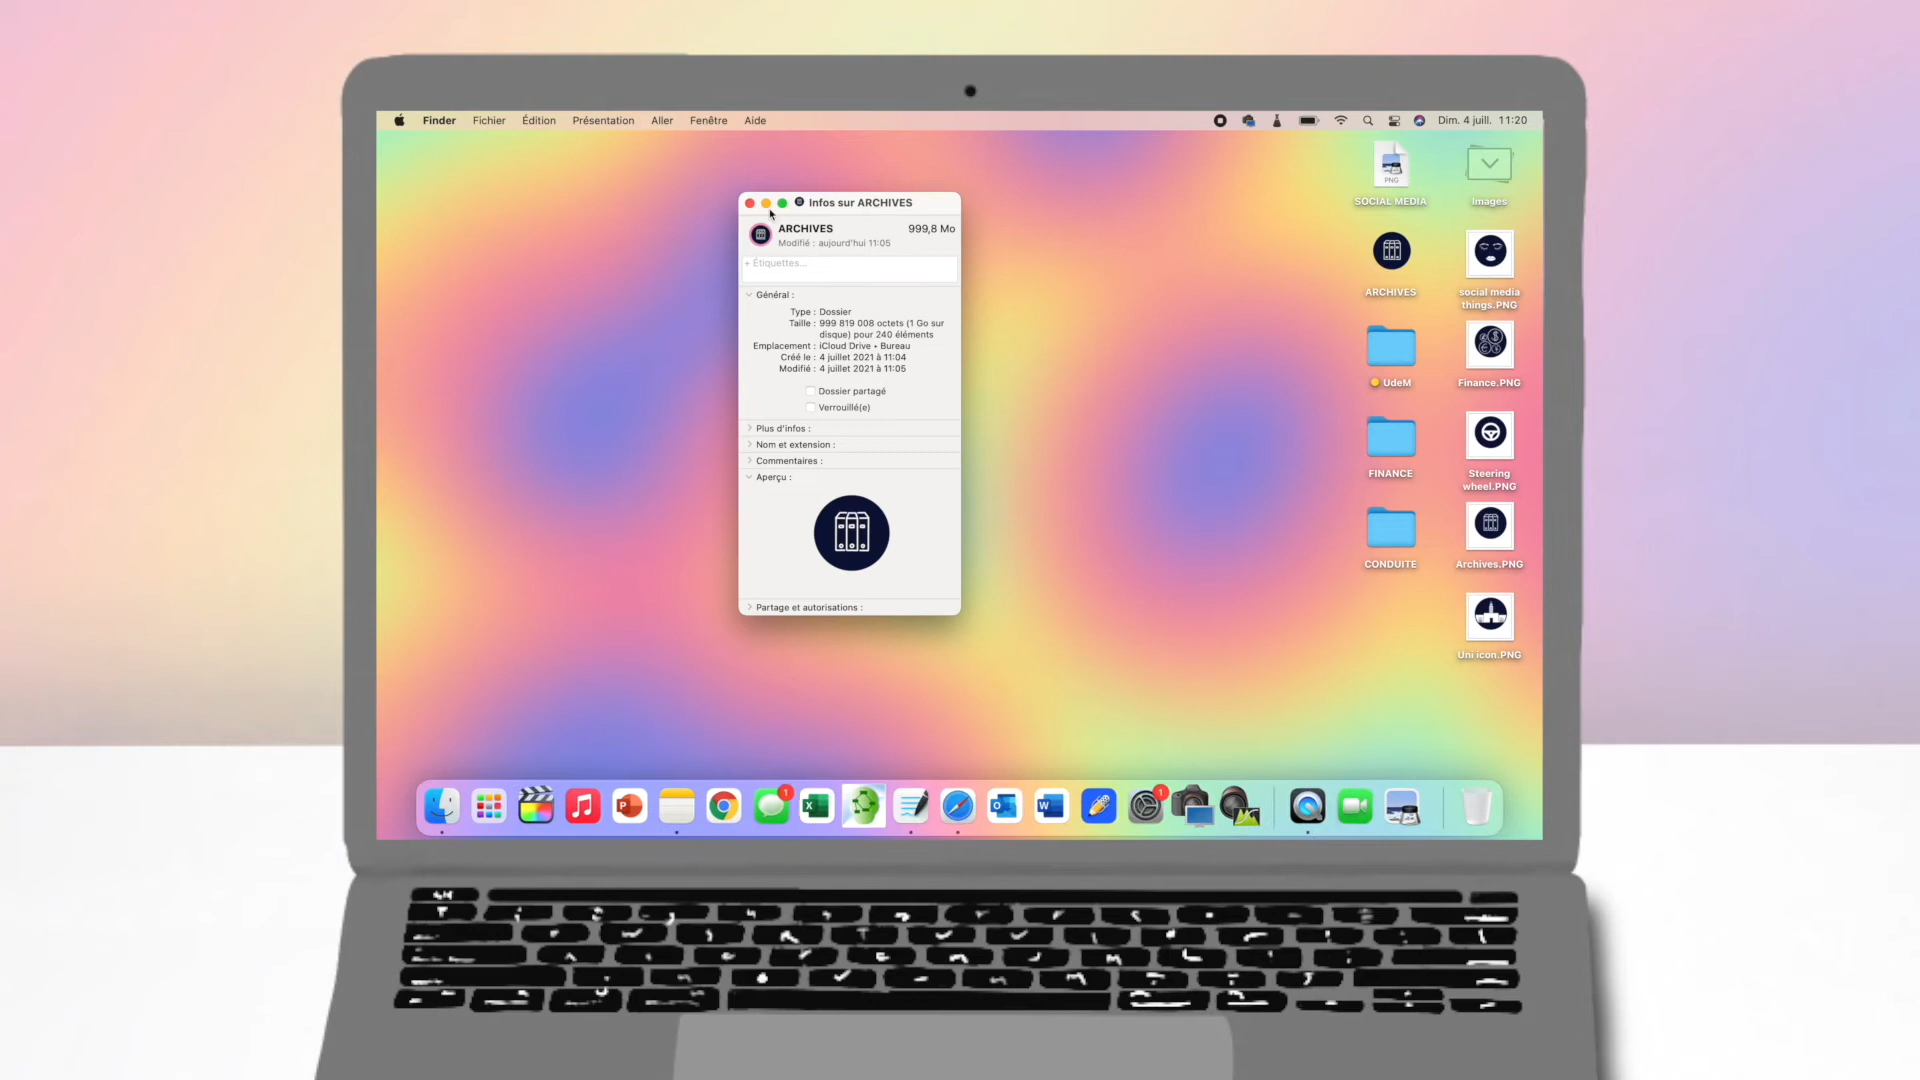 Finder Fichier Édition Présentation Aller Fenêtre Aide
Dim. 4 juill. 11:20
Infos sur ARCHIVES
ARCHIVES 999,8 Mo
Modifié : aujourd'hui 11:05
+ Étiquettes...
Général :
Type : Dossier
Taille : 999 819 008 octets (1 Go sur
disque) pour 240 éléments
Emplacement : iCloud Drive • Bureau
Créé le : 4 juillet 2021 à 11:04
Modifié : 4 juillet 2021 à 11:05
Dossier partagé
Verrouillé(e)
Plus d'infos :
Nom et extension :
Commentaires :
Aperçu :
Partage et autorisations :
PNG
SOCIAL MEDIA
Images
ARCHIVES
social media
things.PNG
UdeM
Finance.PNG
FINANCE
Steering
wheel.PNG
CONDUITE
Archives.PNG
Uni icon.PNG
P
1
X
O
W
1